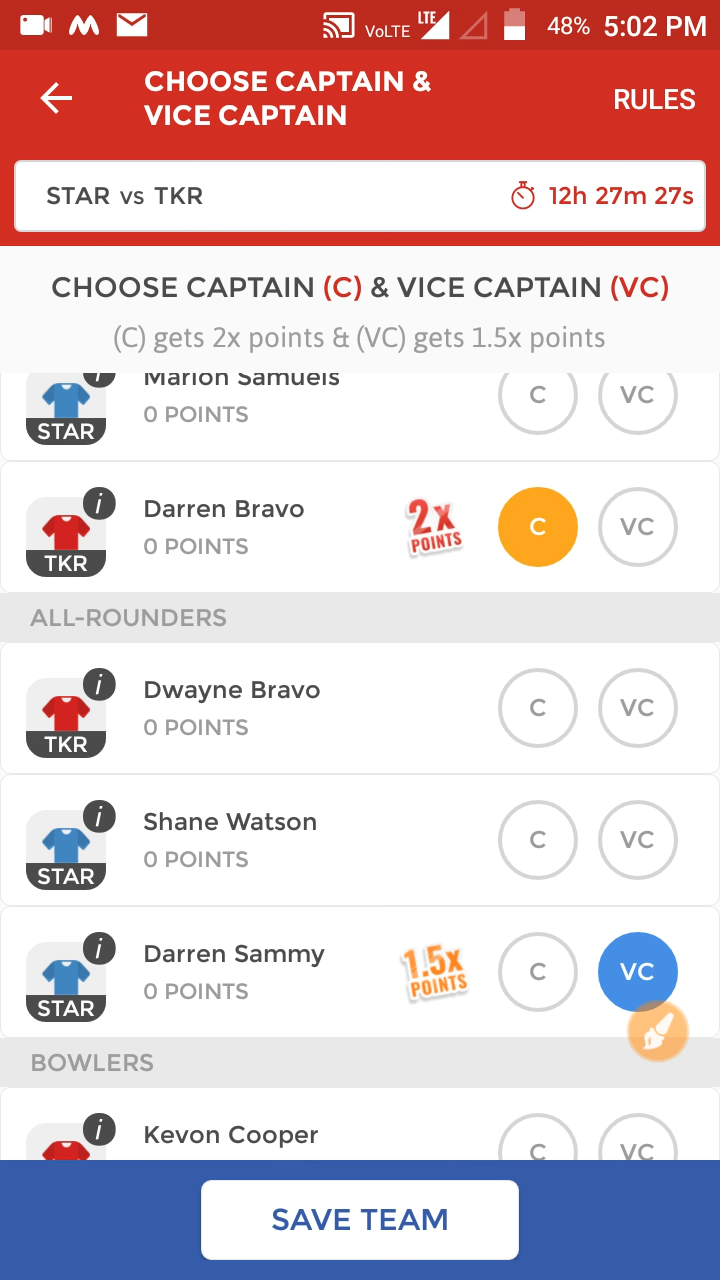 VoLTE LTE 48% 5:02 PM
CHOOSE CAPTAIN &
VICE CAPTAIN
RULES
STAR vs TKR
12h 27m 27s
CHOOSE CAPTAIN (C) & VICE CAPTAIN (VC)
(C) gets 2x points & (VC) gets 1.5x points
Marlon Samuels
0 POINTS
STAR
C
VC
i
Darren Bravo
0 POINTS
TKR
2x
POINTS
C
VC
ALL-ROUNDERS
i
Dwayne Bravo
0 POINTS
TKR
C
VC
i
Shane Watson
0 POINTS
STAR
C
VC
i
Darren Sammy
0 POINTS
STAR
1.5x
POINTS
C
VC
BOWLERS
i
Kevon Cooper
C
VC
SAVE TEAM